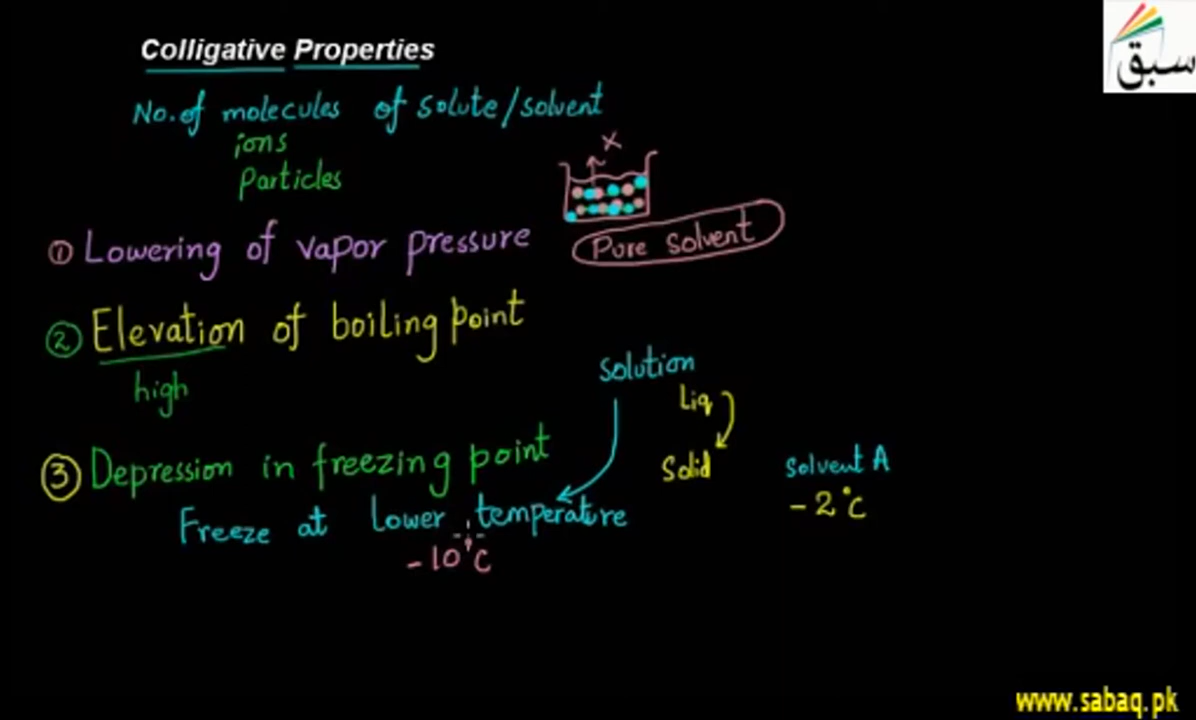 سبق
Colligative Properties
No. of molecules of solute/solvent
ions
Particles
x
① Lowering of vapor pressure
Pure solvent
② Elevation of boiling point
high
Solution
Liq
Solid
③ Depression in freezing point
Solvent A
-2°C
Freeze at lower temperature
-10°C
www.sabaq.pk